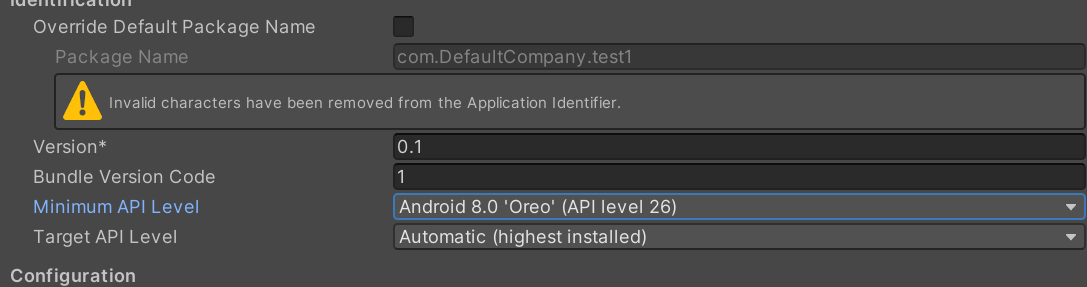 Identification
Override Default Package Name
Package Name com.DefaultCompany.test1
Invalid characters have been removed from the Application Identifier.
Version* 0.1
Bundle Version Code 1
Minimum API Level Android 8.0 'Oreo' (API level 26)
Target API Level Automatic (highest installed)
Configuration